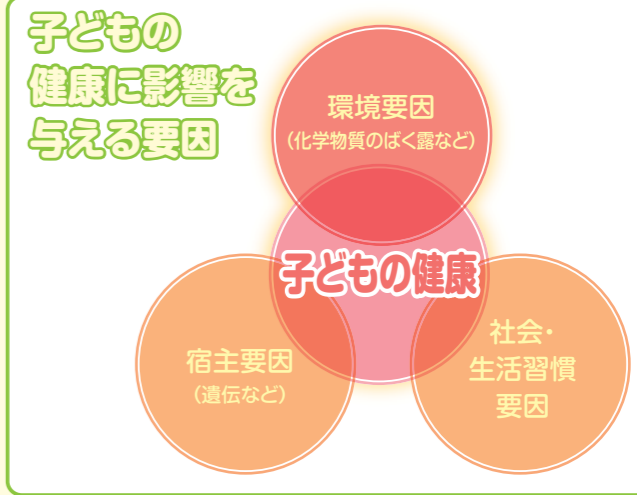 子どもの
健康に影響を
与える要因
環境要因
（化学物質のばく露など）
子どもの健康
宿主要因
（遺伝など）
社会・
生活習慣
要因